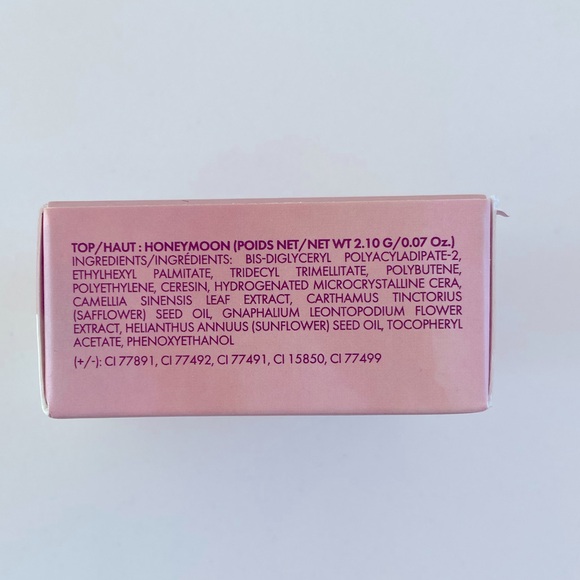 TOP/HAUT : HONEYMOON (POIDS NET/NET WT 2.10 G/0.07 Oz.)
INGREDIENTS/INGRÉDIENTS: BIS-DIGLYCERYL POLYACYLADIPATE-2,
ETHYLHEXYL PALMITATE, TRIDECYL TRIMELLITATE, POLYBUTENE,
POLYETHYLENE, CERESIN, HYDROGENATED MICROCRYSTALLINE CERA,
CAMELLIA SINENSIS LEAF EXTRACT, CARTHAMUS TINCTORIUS
(SAFFLOWER) SEED OIL, GNAPHALIUM LEONTOPODIUM FLOWER
EXTRACT, HELIANTHUS ANNUUS (SUNFLOWER) SEED OIL, TOCOPHERYL
ACETATE, PHENOXYETHANOL
(+/-): CI 77891, CI 77492, CI 77491, CI 15850, CI 77499